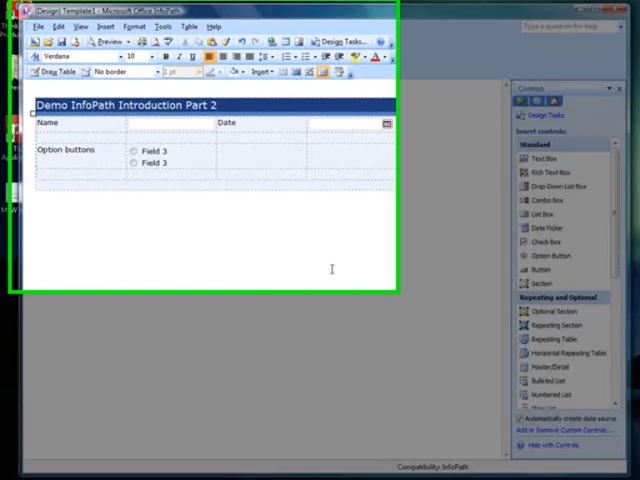 (Design) Template1 - Microsoft Office InfoPath
File Edit View Insert Format Tools Table Help
Type a question for help
Preview Design Tasks...
Verdana 10 B I U
Draw Table No border 1 pt Insert
Demo InfoPath Introduction Part 2
Name Date
Option buttons
Field 3
Field 3
Controls
Design Tasks
Insert controls:
Standard
Text Box
Rich Text Box
Drop-Down List Box
Combo Box
List Box
Date Picker
Check Box
Option Button
Button
Section
Repeating and Optional
Optional Section
Repeating Section
Repeating Table
Horizontal Repeating Table
Master/Detail
Bulleted List
Numbered List
Automatically create data source
Add or Remove Custom Controls...
Help with Controls
Compatibility: InfoPath